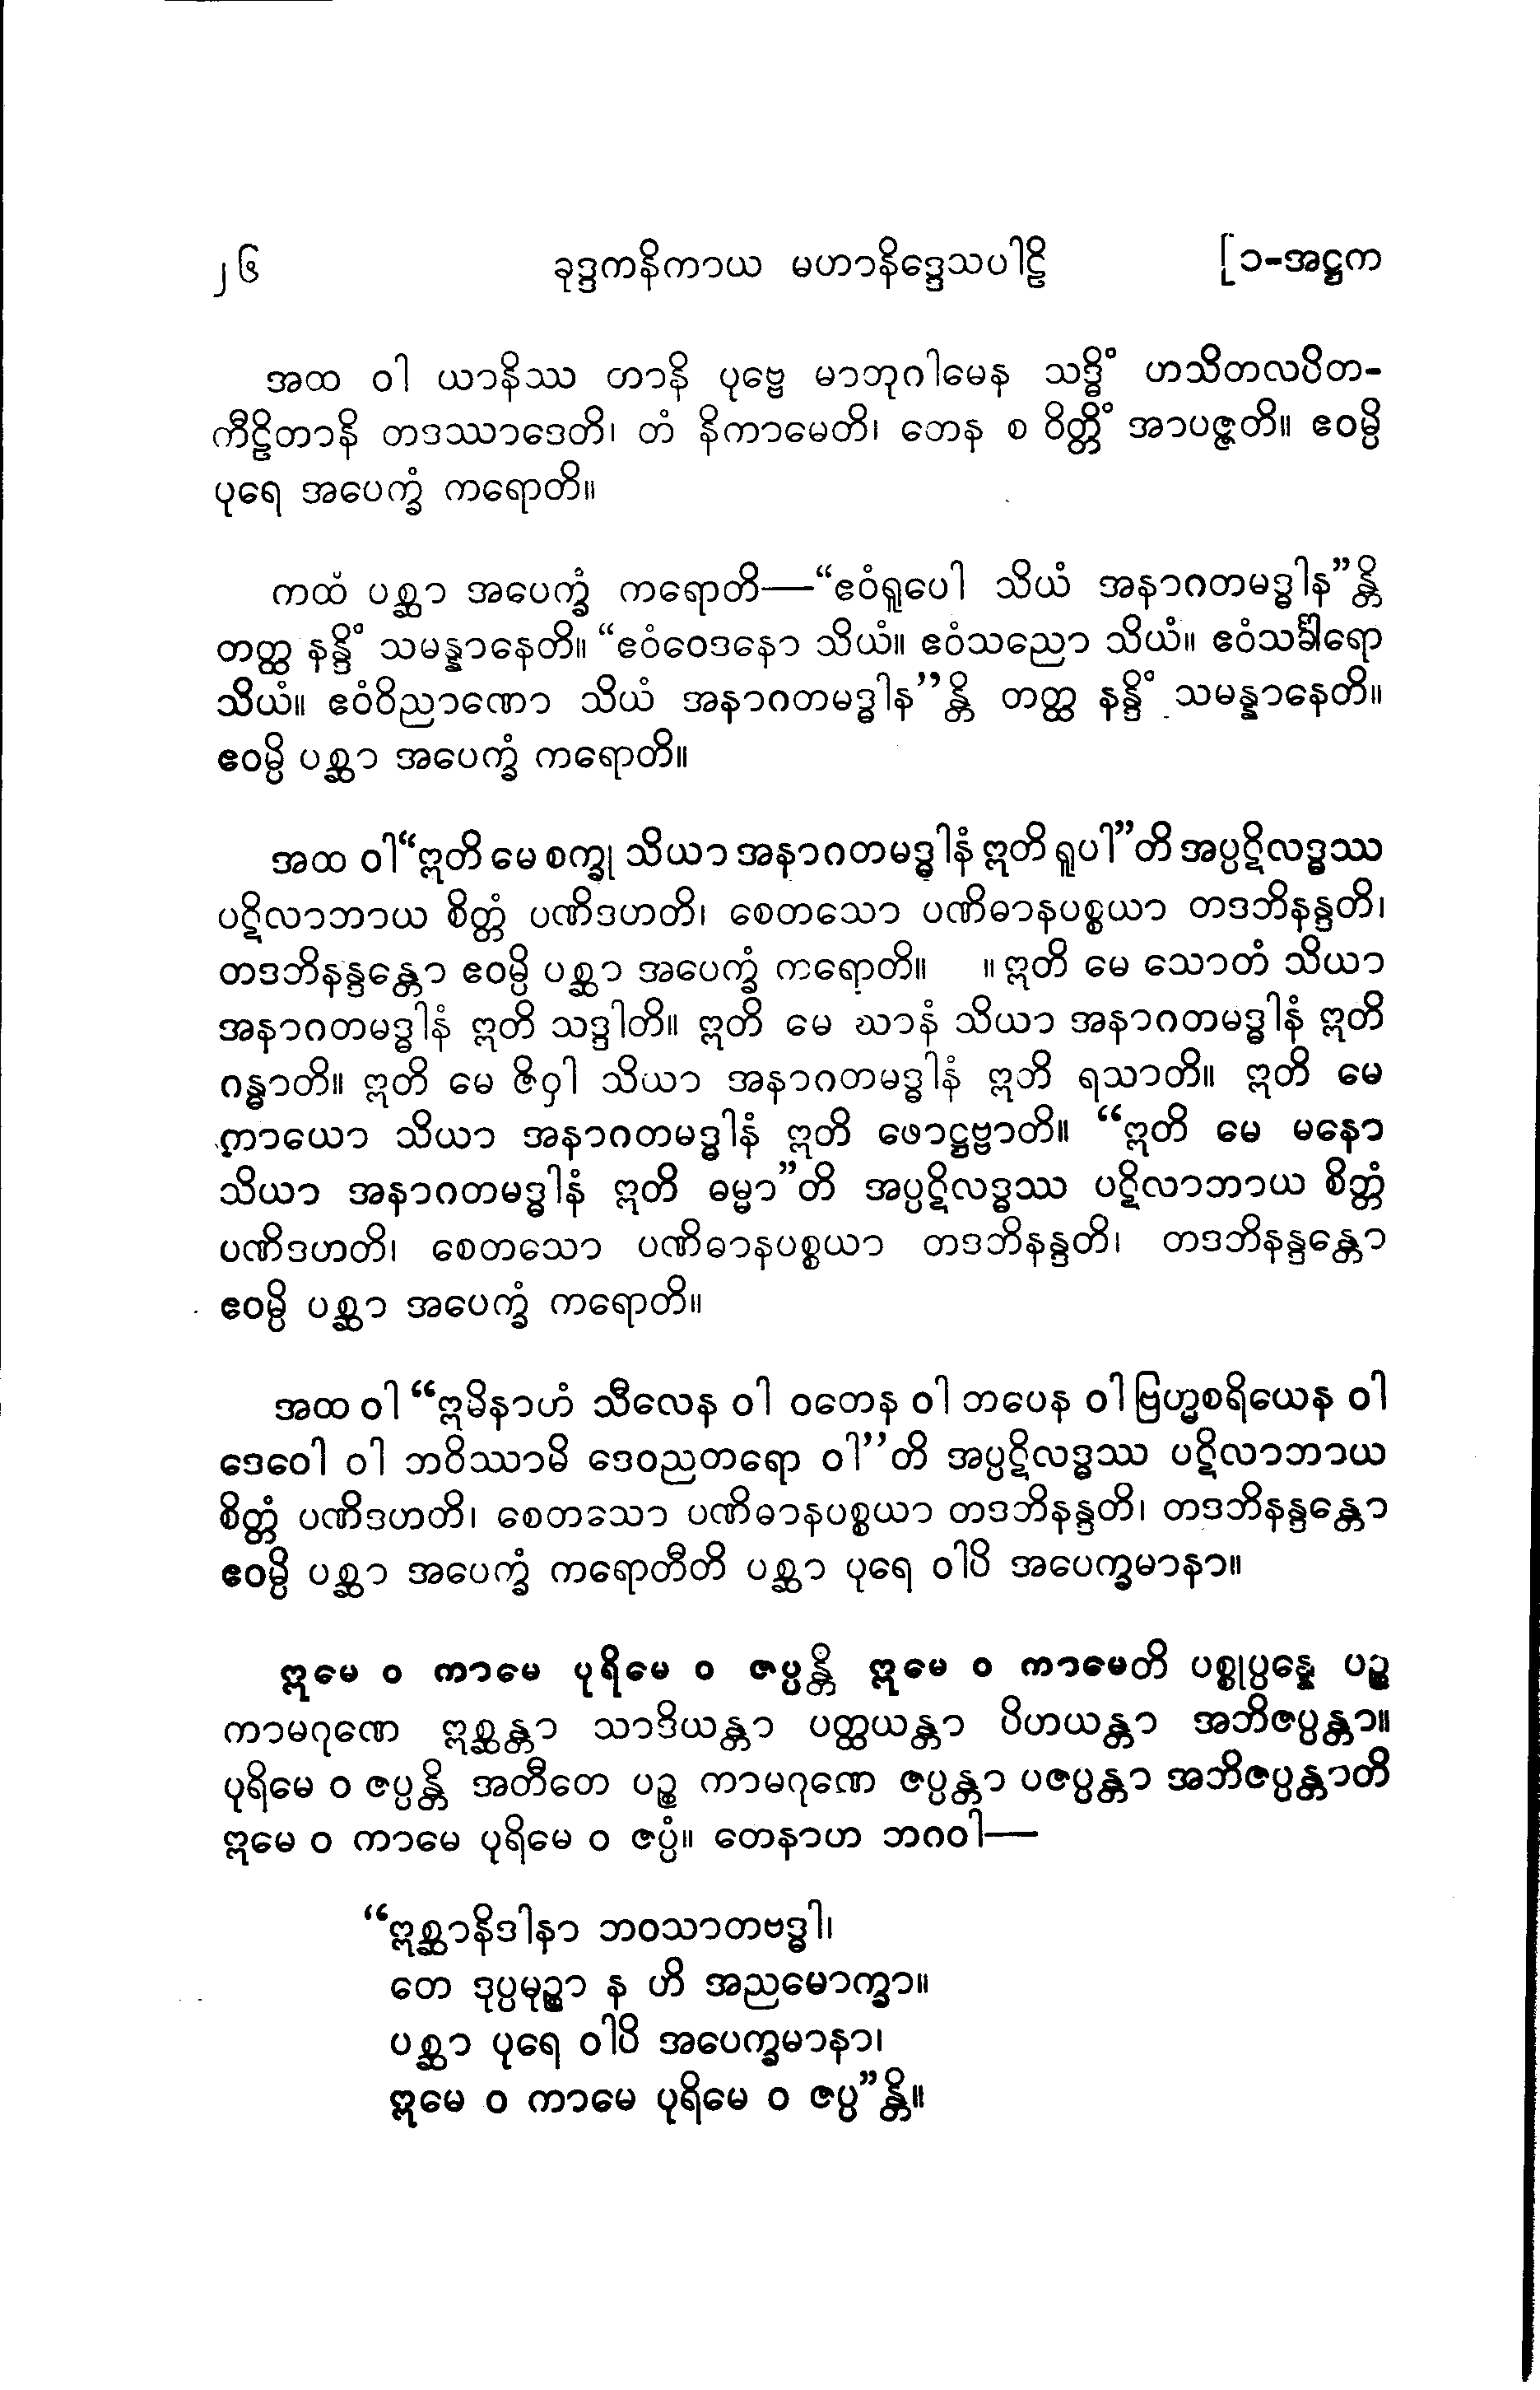 ၂၆ ခုဒ္ဒကနိကာယ မဟာနိဒ္ဒေသပါဠိ [၁-အဋ္ဌက
အထ ဝါ ယာနိဿ တာနိ ပုဗ္ဗေ မာတုဂါမေန သဒ္ဓိံ ဟသိတလပိတ-
ကီဠိတာနိ တဒဿာဒေတိ၊ တံ နိကာမေတိ၊ တေန စ ဝိတ္တိံ အာပဇ္ဇတိ။ ဧဝမ္ပိ
ပုရေ အပေက္ခံ ကရောတိ။
ကထံ ပစ္ဆာ အပေက္ခံ ကရောတိ—“ဧဝံရူပေါ သိယံ အနာဂတမဒ္ဓါန”န္တိ
တတ္ထ နန္ဒိံ သမန္နာနေတိ။ “ဧဝံဝေဒနော သိယံ။ ဧဝံသညော သိယံ။ ဧဝံသင်္ခါရော
သိယံ။ ဧဝံဝိညာဏော သိယံ အနာဂတမဒ္ဓါန”န္တိ တတ္ထ နန္ဒိံ သမန္နာနေတိ။
ဧဝမ္ပိ ပစ္ဆာ အပေက္ခံ ကရောတိ။
အထ ဝါ“ဣတိ မေ စက္ခု သိယာ အနာဂတမဒ္ဓါနံ ဣတိ ရူပါ”တိ အပ္ပဋိလဒ္ဓဿ
ပဋိလာဘာယ စိတ္တံ ပဏိဒဟတိ၊ စေတသော ပဏိဓာနပစ္စယာ တဒဘိနန္ဒတိ၊
တဒဘိနန္ဒန္တော ဧဝမ္ပိ ပစ္ဆာ အပေက္ခံ ကရောတိ။ ။ ဣတိ မေ သောတံ သိယာ
အနာဂတမဒ္ဓါနံ ဣတိ သဒ္ဒါတိ။ ဣတိ မေ ဃာနံ သိယာ အနာဂတမဒ္ဓါနံ ဣတိ
ဂန္ဓာတိ။ ဣတိ မေ ဇိဝှါ သိယာ အနာဂတမဒ္ဓါနံ ဣတိ ရသာတိ။ ဣတိ မေ
ကာယော သိယာ အနာဂတမဒ္ဓါနံ ဣတိ ဖောဋ္ဌဗ္ဗာတိ။ “ဣတိ မေ မနော
သိယာ အနာဂတမဒ္ဓါနံ ဣတိ ဓမ္မာ”တိ အပ္ပဋိလဒ္ဓဿ ပဋိလာဘာယ စိတ္တံ
ပဏိဒဟတိ၊ စေတသော ပဏိဓာနပစ္စယာ တဒဘိနန္ဒတိ၊ တဒဘိနန္ဒန္တော
ဧဝမ္ပိ ပစ္ဆာ အပေက္ခံ ကရောတိ။
အထ ဝါ “ဣမိနာဟံ သီလေန ဝါ ဝတေန ဝါ တပေန ဝါ ဗြဟ္မစရိယေန ဝါ
ဒေဝေါ ဝါ ဘဝိဿာမိ ဒေဝညတရော ဝါ”တိ အပ္ပဋိလဒ္ဓဿ ပဋိလာဘာယ
စိတ္တံ ပဏိဒဟတိ၊ စေတသော ပဏိဓာနပစ္စယာ တဒဘိနန္ဒတိ၊ တဒဘိနန္ဒန္တော
ဧဝမ္ပိ ပစ္ဆာ အပေက္ခံ ကရောတီတိ ပစ္ဆာ ပုရေ ဝါပိ အပေက္ခမာနာ။
ဣမေ ဝ ကာမေ ပုရိမေ ဝ ဇပ္ပန္တိ ဣမေ ဝ ကာမေတိ ပစ္စုပ္ပန္နေ ပဉ္စ
ကာမဂုဏေ ဣစ္ဆန္တာ သာဒိယန္တာ ပတ္ထယန္တာ ပိဟယန္တာ အဘိဇပ္ပန္တာ။
ပုရိမေ ဝ ဇပ္ပန္တိ အတီတေ ပဉ္စ ကာမဂုဏေ ဇပ္ပန္တာ ပဇပ္ပန္တာ အဘိဇပ္ပန္တာတိ
ဣမေ ဝ ကာမေ ပုရိမေ ဝ ဇပ္ပံ။ တေနာဟ ဘဂဝါ—
“ဣစ္ဆာနိဒါနာ ဘဝသာတဗဒ္ဓါ၊
တေ ဒုပ္ပမုဉ္စာ န ဟိ အညမောက္ခာ။
ပစ္ဆာ ပုရေ ဝါပိ အပေက္ခမာနာ၊
ဣမေ ဝ ကာမေ ပုရိမေ ဝ ဇပ္ပ”န္တိ။